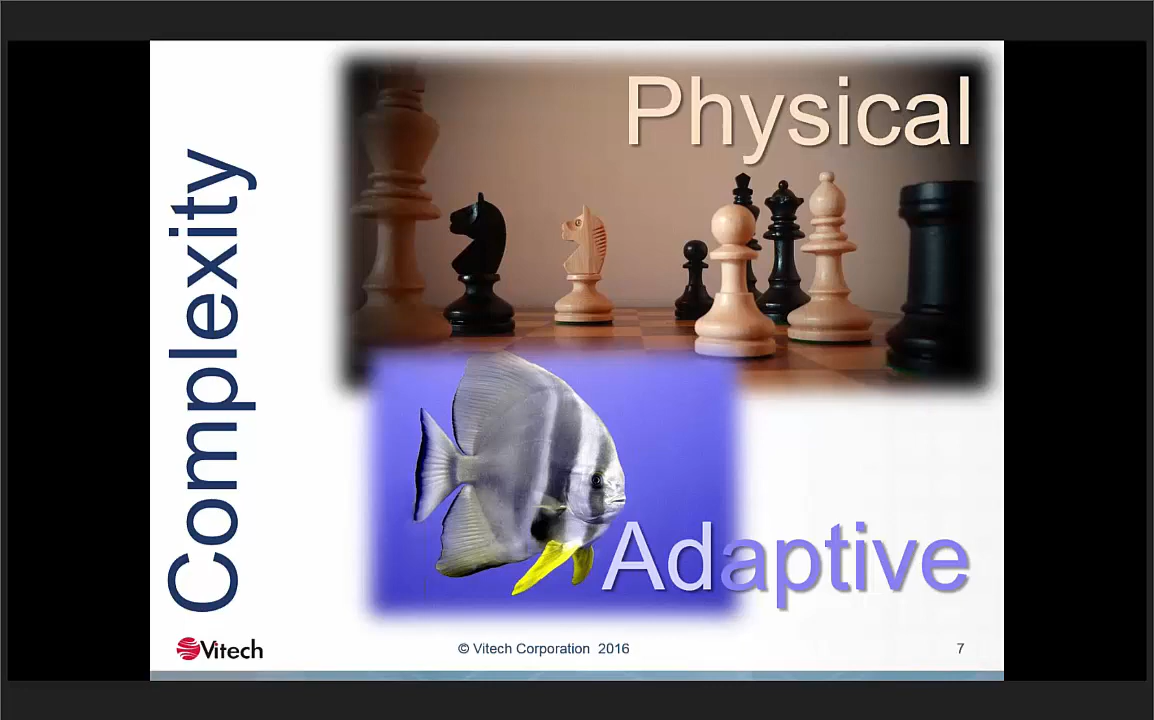 Complexity
Physical
Adaptive
Vitech
© Vitech Corporation 2016
7